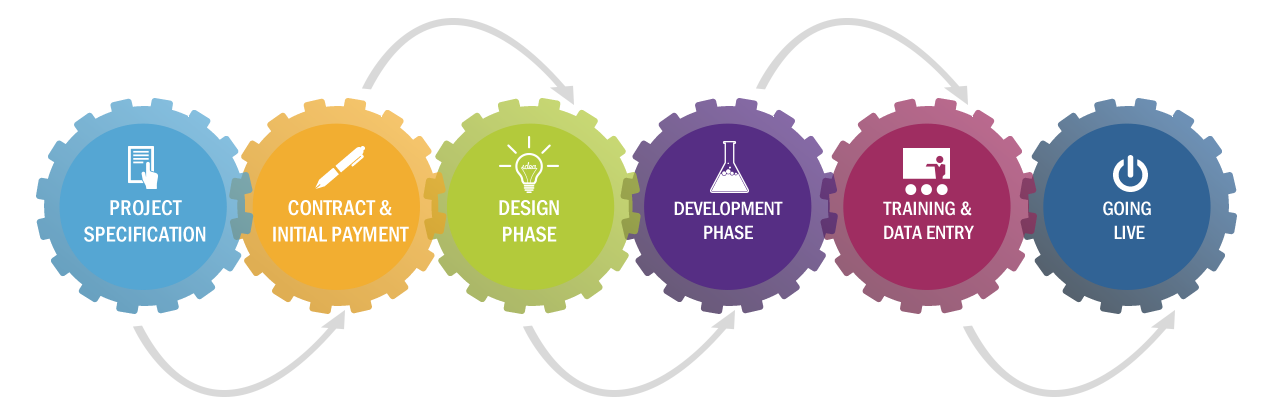 PROJECT
SPECIFICATION
CONTRACT &
INITIAL PAYMENT
idea
DESIGN
PHASE
DEVELOPMENT
PHASE
TRAINING &
DATA ENTRY
GOING
LIVE